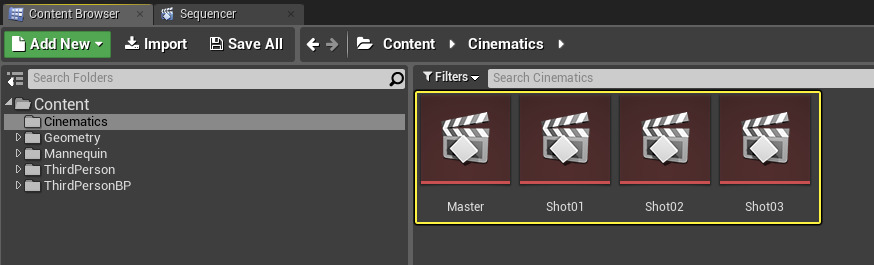 Content Browser
Sequencer
Add New Import Save All Content Cinematics
Search Folders
Filters Search Cinematics
Content
Cinematics
Geometry
Mannequin
ThirdPerson
ThirdPersonBP
Master Shot01 Shot02 Shot03